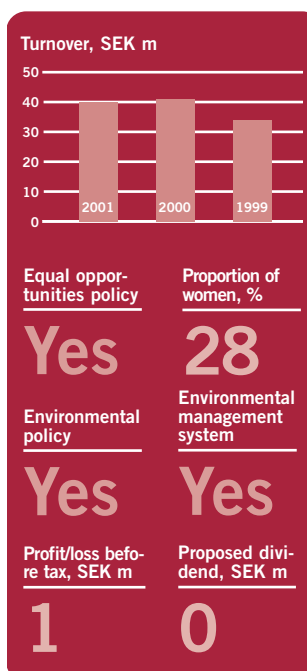 Turnover, SEK m
50
40
30
20
10
0
2001
2000
1999
Equal oppor-
tunities policy
Yes
Proportion of
women, %
28
Environmental
policy
Yes
Environmental
management
system
Yes
Profit/loss befo-
re tax, SEK m
1
Proposed divi-
dend, SEK m
0